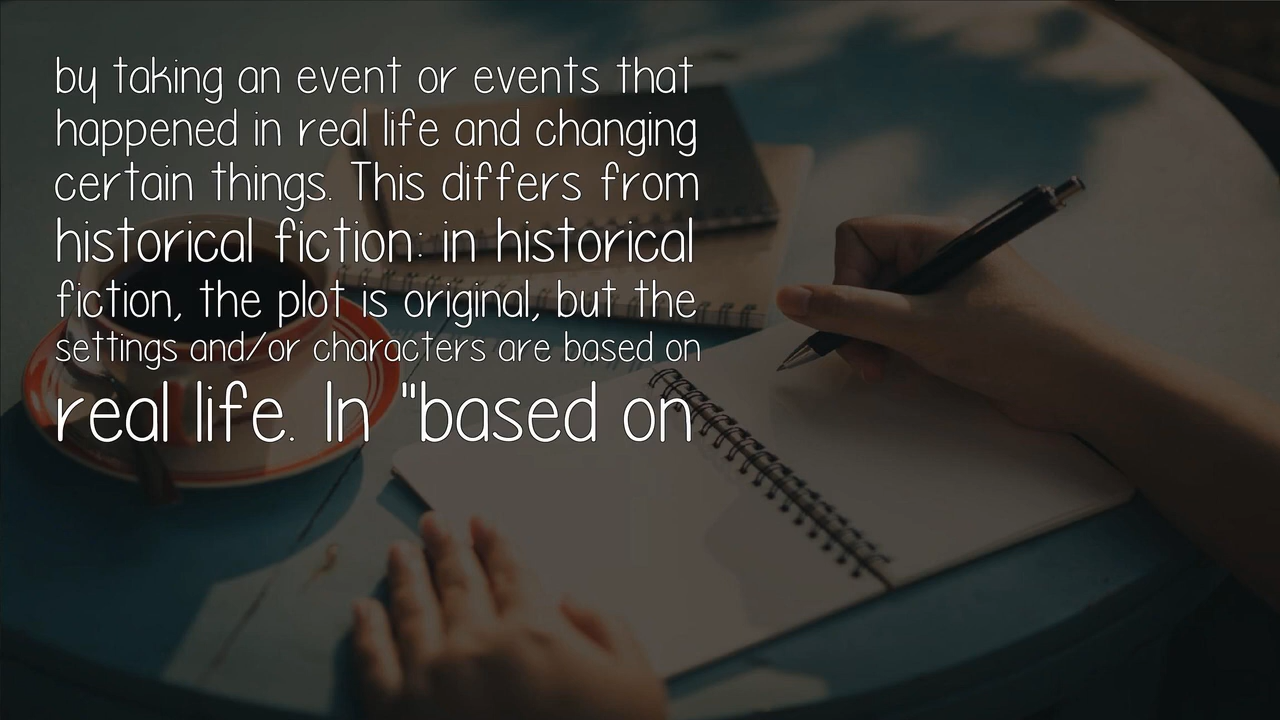 by taking an event or events that
happened in real life and changing
certain things. This differs from
historical fiction: in historical
fiction, the plot is original, but the
settings and/or characters are based on
real life. In "based on